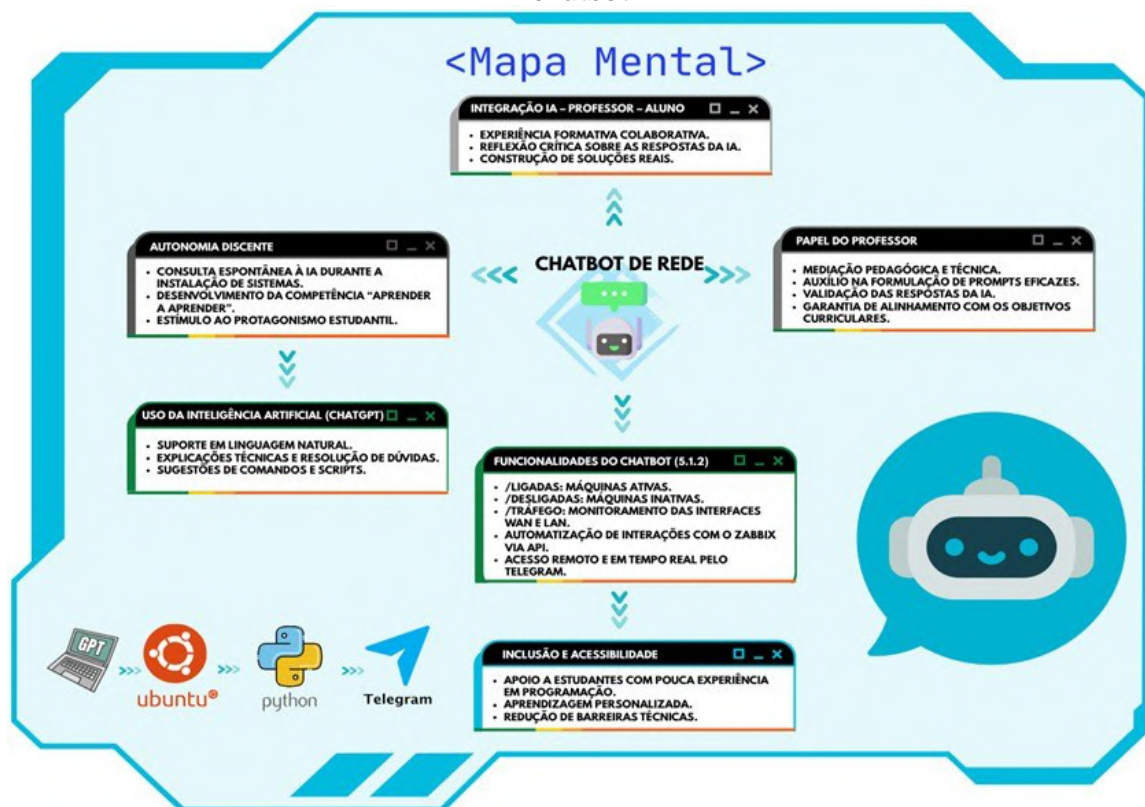 <Mapa Mental>
INTEGRAÇÃO IA – PROFESSOR – ALUNO
• EXPERIÊNCIA FORMATIVA COLABORATIVA.
• REFLEXÃO CRÍTICA SOBRE AS RESPOSTAS DA IA.
• CONSTRUÇÃO DE SOLUÇÕES REAIS.
AUTONOMIA DISCENTE
• CONSULTA ESPONTÂNEA À IA DURANTE A
INSTALAÇÃO DE SISTEMAS.
• DESENVOLVIMENTO DA COMPETÊNCIA “APRENDER
A APRENDER”.
• ESTÍMULO AO PROTAGONISMO ESTUDANTIL.
CHATBOT DE REDE
PAPEL DO PROFESSOR
• MEDIAÇÃO PEDAGÓGICA E TÉCNICA.
• AUXÍLIO NA FORMULAÇÃO DE PROMPTS EFICAZES.
• VALIDAÇÃO DAS RESPOSTAS DA IA.
• GARANTIA DE ALINHAMENTO COM OS OBJETIVOS
CURRICULARES.
USO DA INTELIGÊNCIA ARTIFICIAL (CHATGPT)
• SUPORTE EM LINGUAGEM NATURAL.
• EXPLICAÇÕES TÉCNICAS E RESOLUÇÃO DE DÚVIDAS.
• SUGESTÕES DE COMANDOS E SCRIPTS.
FUNCIONALIDADES DO CHATBOT (5.1.2)
• /LIGADAS: MÁQUINAS ATIVAS.
• /DESLIGADAS: MÁQUINAS INATIVAS.
• /TRÁFEGO: MONITORAMENTO DAS INTERFACES
WAN E LAN.
• AUTOMATIZAÇÃO DE INTERAÇÕES COM O ZABBIX
VIA API.
• ACESSO REMOTO E EM TEMPO REAL PELO
TELEGRAM.
INCLUSÃO E ACESSIBILIDADE
• APOIO A ESTUDANTES COM POUCA EXPERIÊNCIA
EM PROGRAMAÇÃO.
• APRENDIZAGEM PERSONALIZADA.
• REDUÇÃO DE BARREIRAS TÉCNICAS.
GPT
ubuntu®
python
Telegram